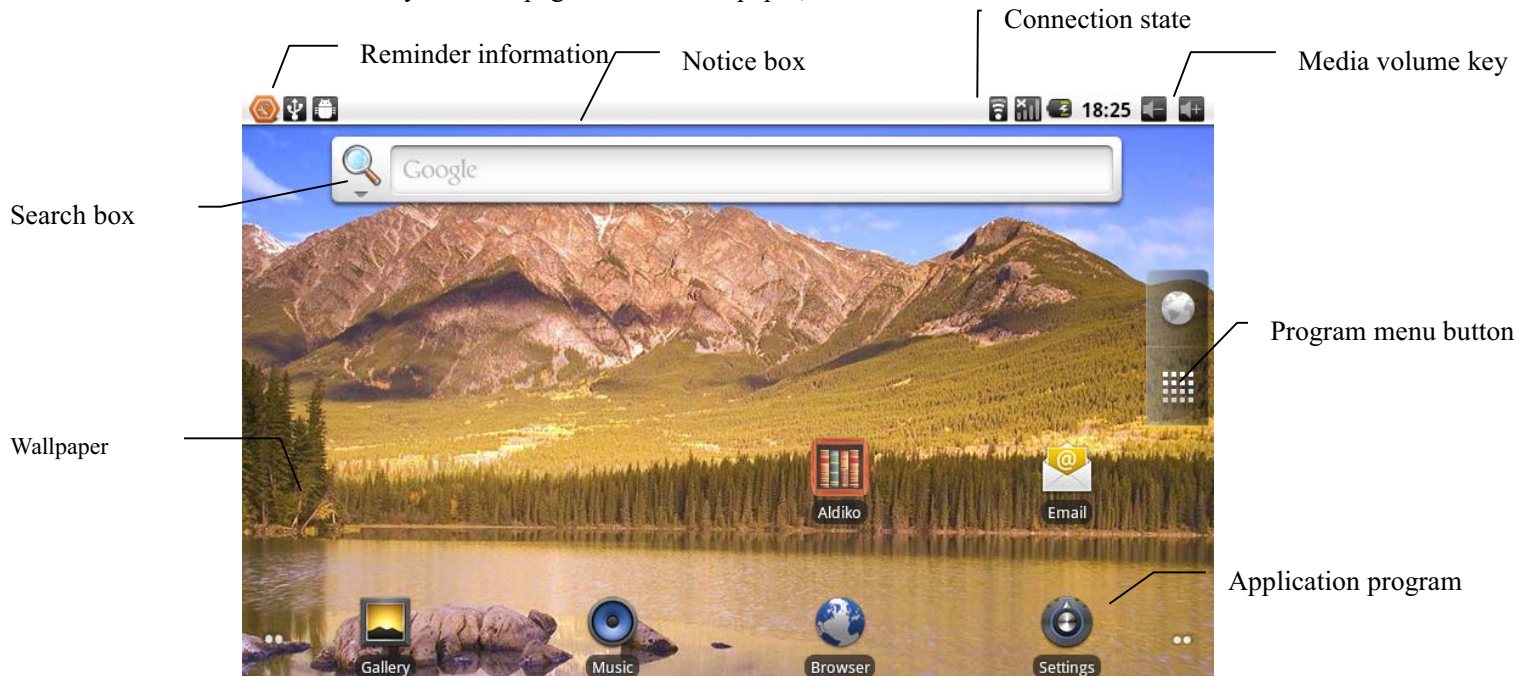 Connection state
Reminder information
Notice box
Media volume key
18:25
Google
Search box
Program menu button
Wallpaper
@
Aldiko
Email
Application program
Gallery
Music
Browser
Settings